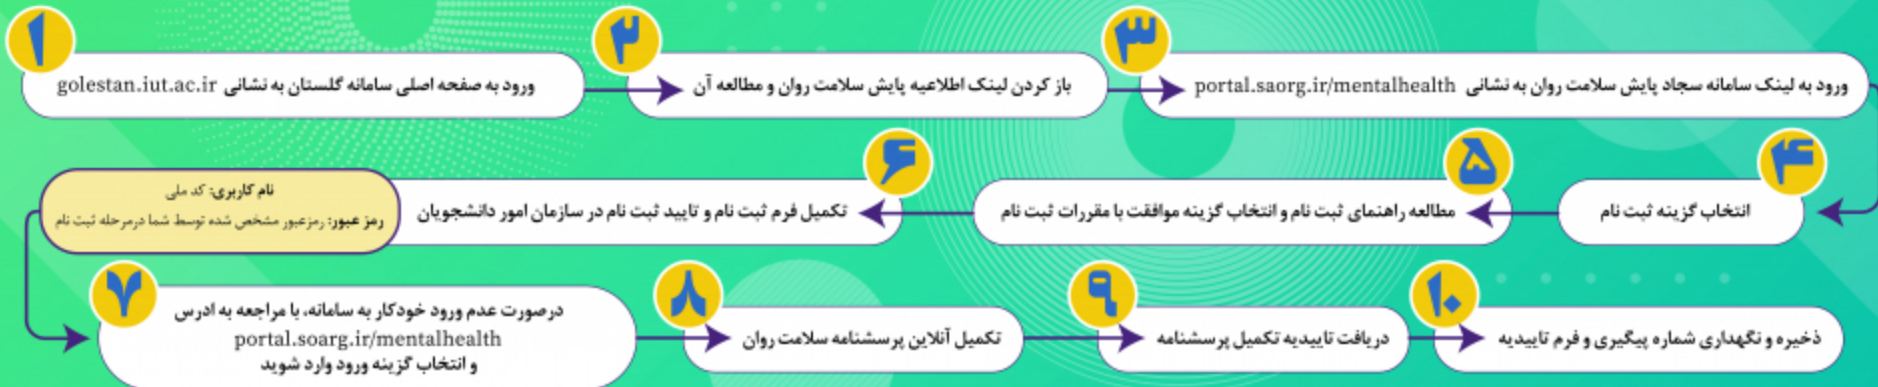 ۱
ورود به صفحه اصلی سامانه گلستان به نشانی golestan.iut.ac.ir
۲
باز کردن لینک اطلاعیه پایش سلامت روان و مطالعه آن
۳
ورود به لینک سامانه سجاد پایش سلامت روان به نشانی portal.saorg.ir/mentalhealth
۴
انتخاب گزینه ثبت نام
۵
مطالعه راهنمای ثبت نام و انتخاب گزینه موافقت با مقررات ثبت نام
۶
تکمیل فرم ثبت نام و تایید ثبت نام در سازمان امور دانشجویان
نام کاربری: کد ملی
رمز عبور: رمزعبور مشخص شده توسط شما درمرحله ثبت نام
۷
درصورت عدم ورود خودکار به سامانه، با مراجعه به ادرس
portal.soarg.ir/mentalhealth
و انتخاب گزینه ورود وارد شوید
۸
تکمیل آنلاین پرسشنامه سلامت روان
۹
دریافت تاییدیه تکمیل پرسشنامه
۱۰
ذخیره و نگهداری شماره پیگیری و فرم تاییدیه